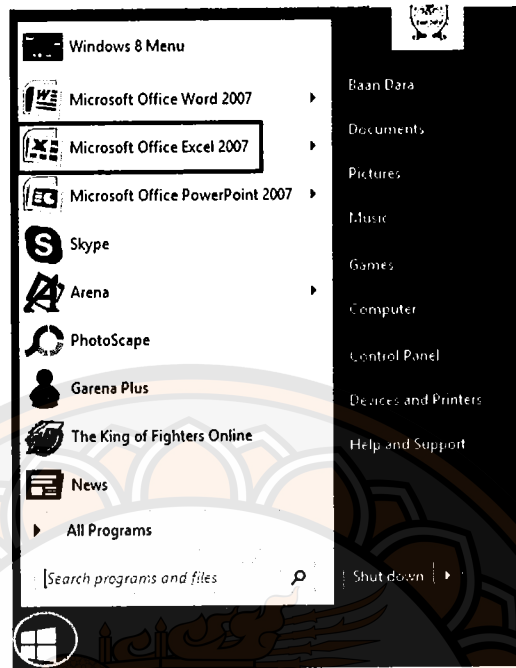 Windows 8 Menu
Microsoft Office Word 2007
Microsoft Office Excel 2007
Microsoft Office PowerPoint 2007
Skype
Arena
PhotoScape
Garena Plus
The King of Fighters Online
News
All Programs
Search programs and files
Baan Dara
Documents
Pictures
Music
Games
Computer
Control Panel
Devices and Printers
Help and Support
Shut down